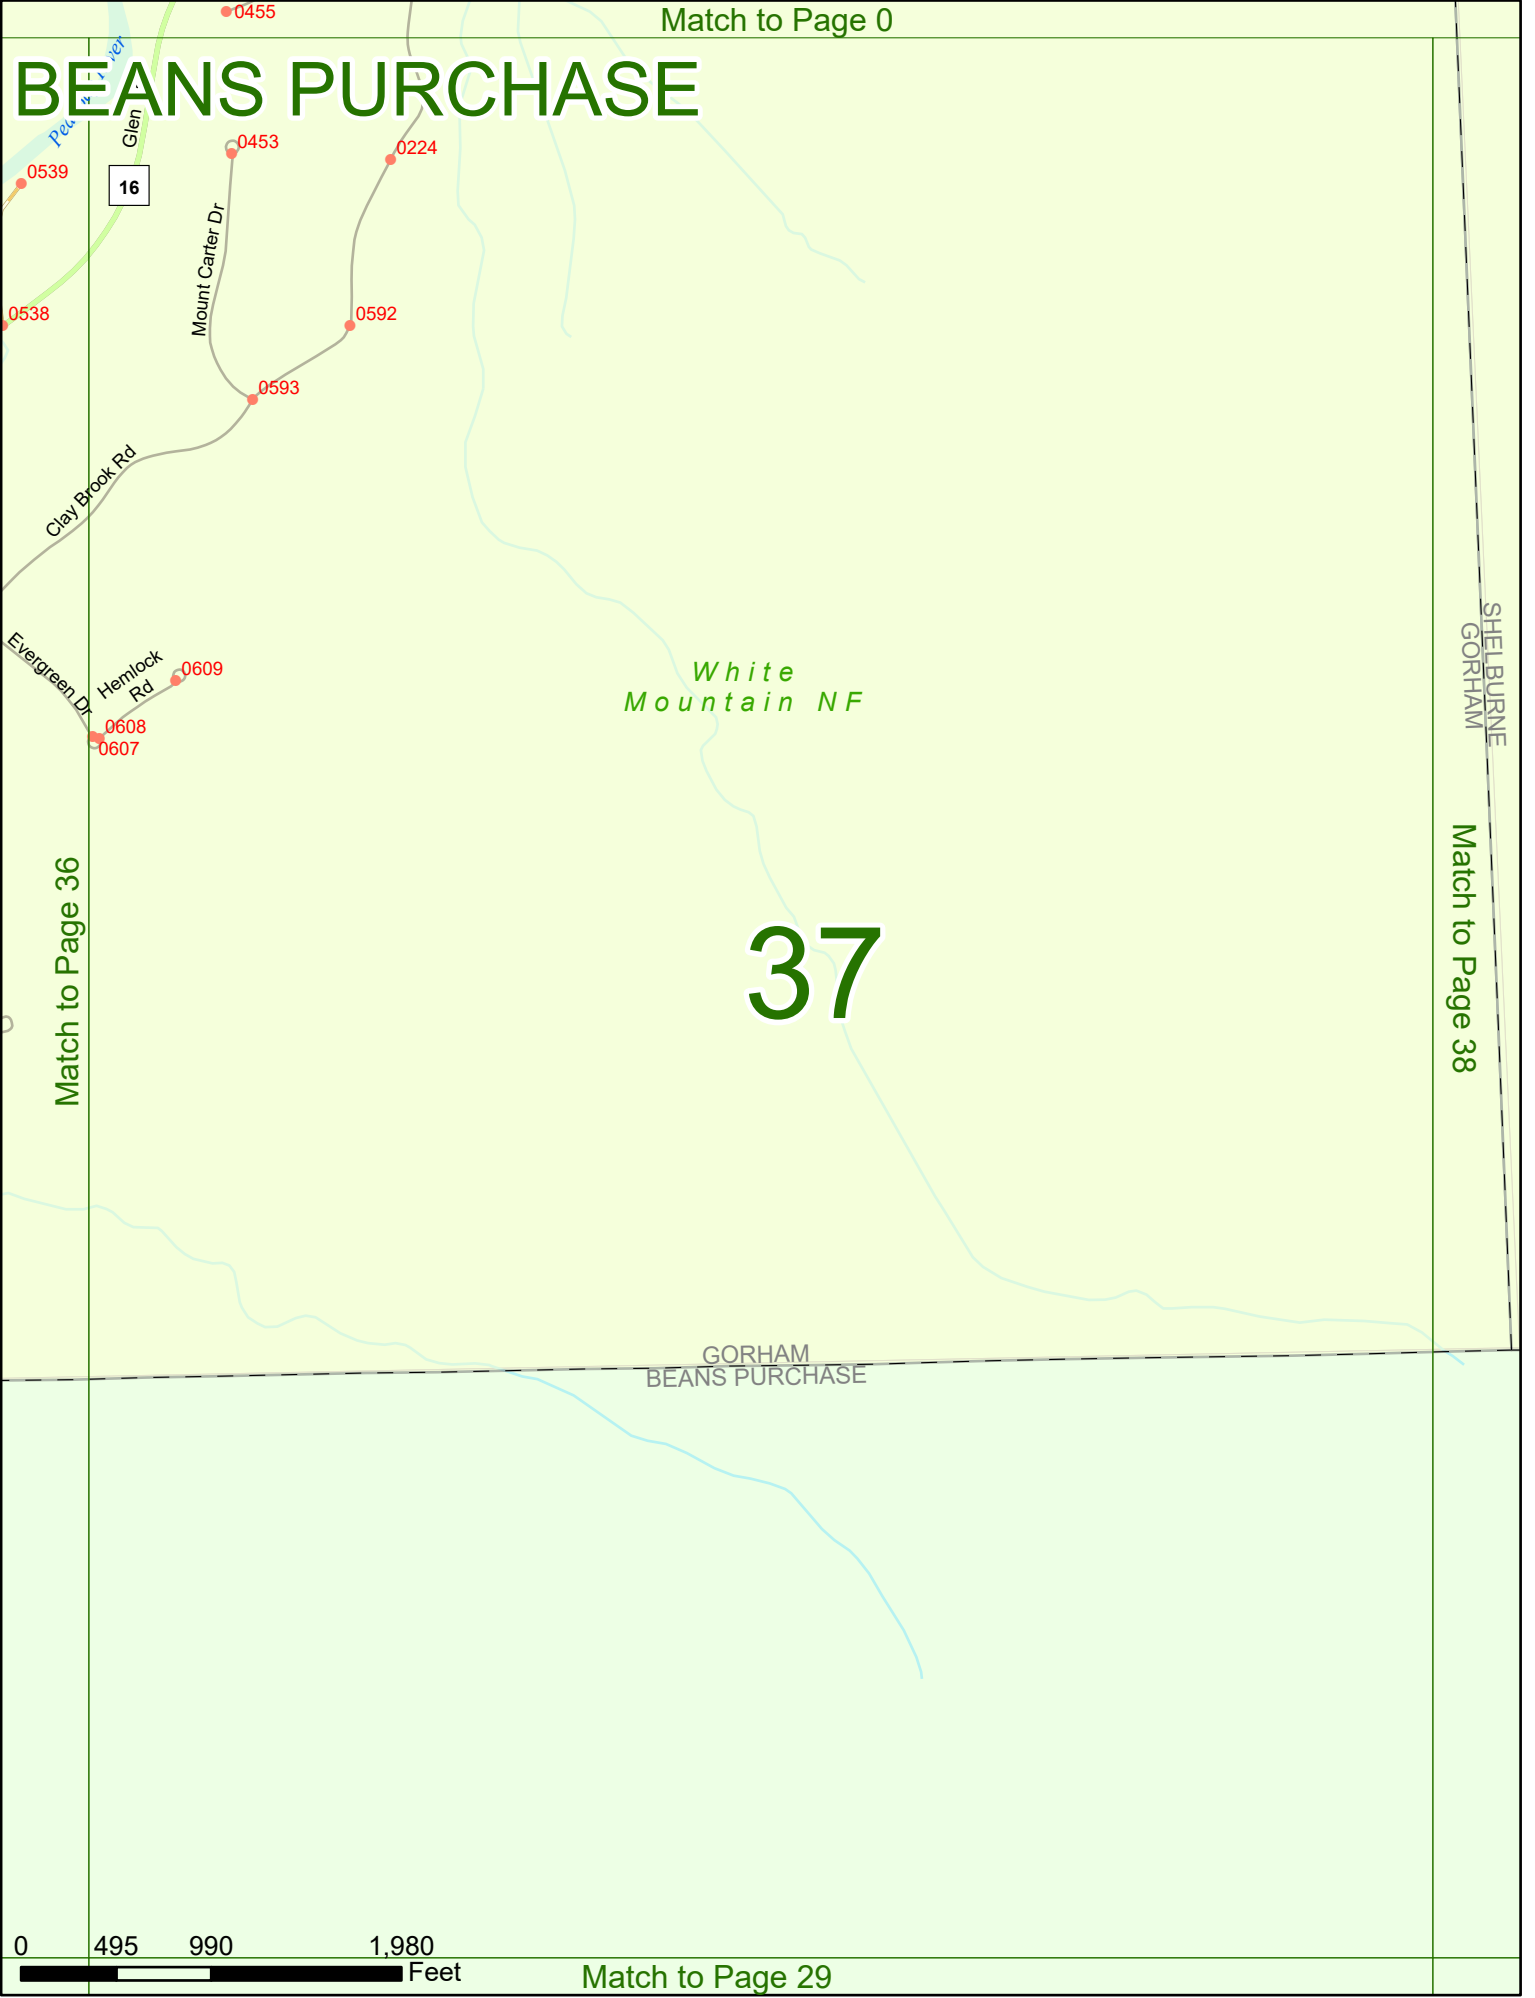 0455
Match to Page 0
BEANS PURCHASE
Glen
0453
0224
0539
16
Mount Carter Dr
0538
0592
0593
Clay Brook Rd
Evergreen Dr
Hemlock
Rd
0609
0608
0607
White
Mountain NF
SHELBURNE
GORHAM
Match to Page 36
37
Match to Page 38
GORHAM
BEANS PURCHASE
0 495 990 1,980
Feet
Match to Page 29